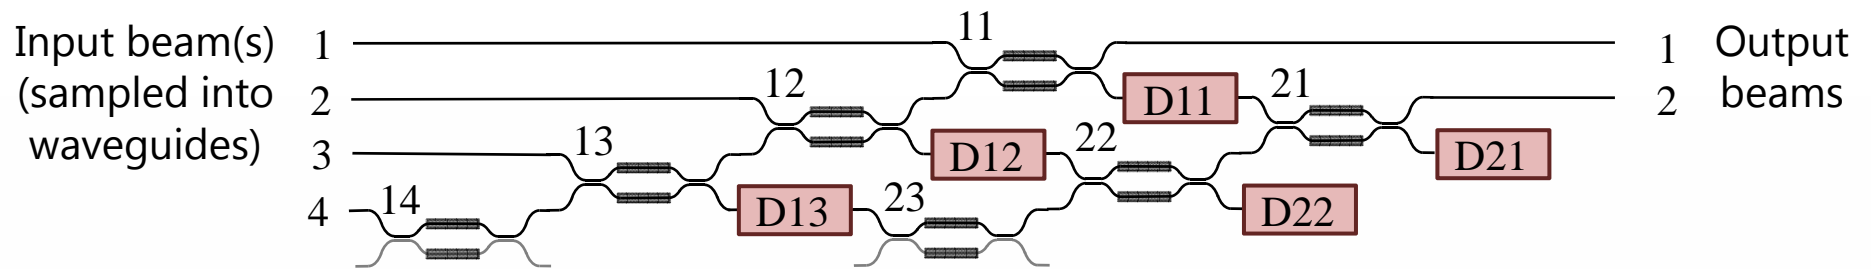 Input beam(s)
(sampled into
waveguides)
1
2
3
4
11
12
13
14
D11
D12
D13
21
22
23
D21
D22
1
2
Output
beams